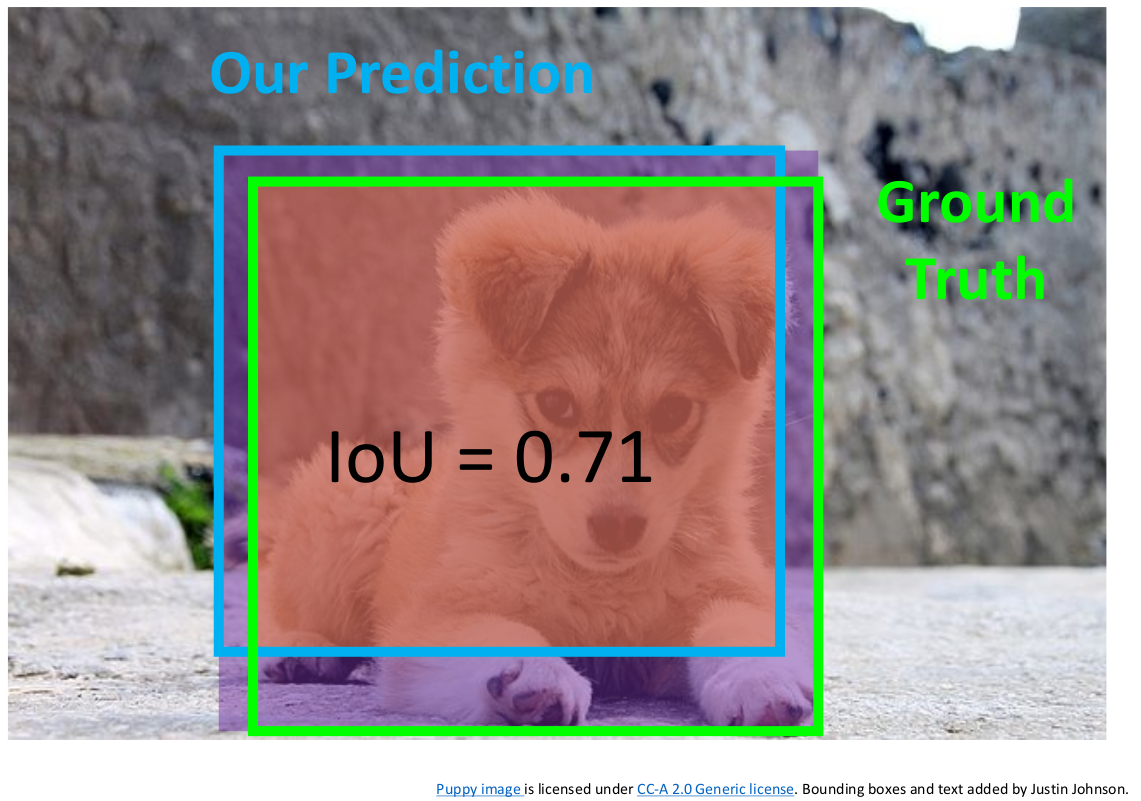 Our Prediction
Ground
Truth
IoU = 0.71
Puppy image is licensed under CC-A 2.0 Generic license. Bounding boxes and text added by Justin Johnson.